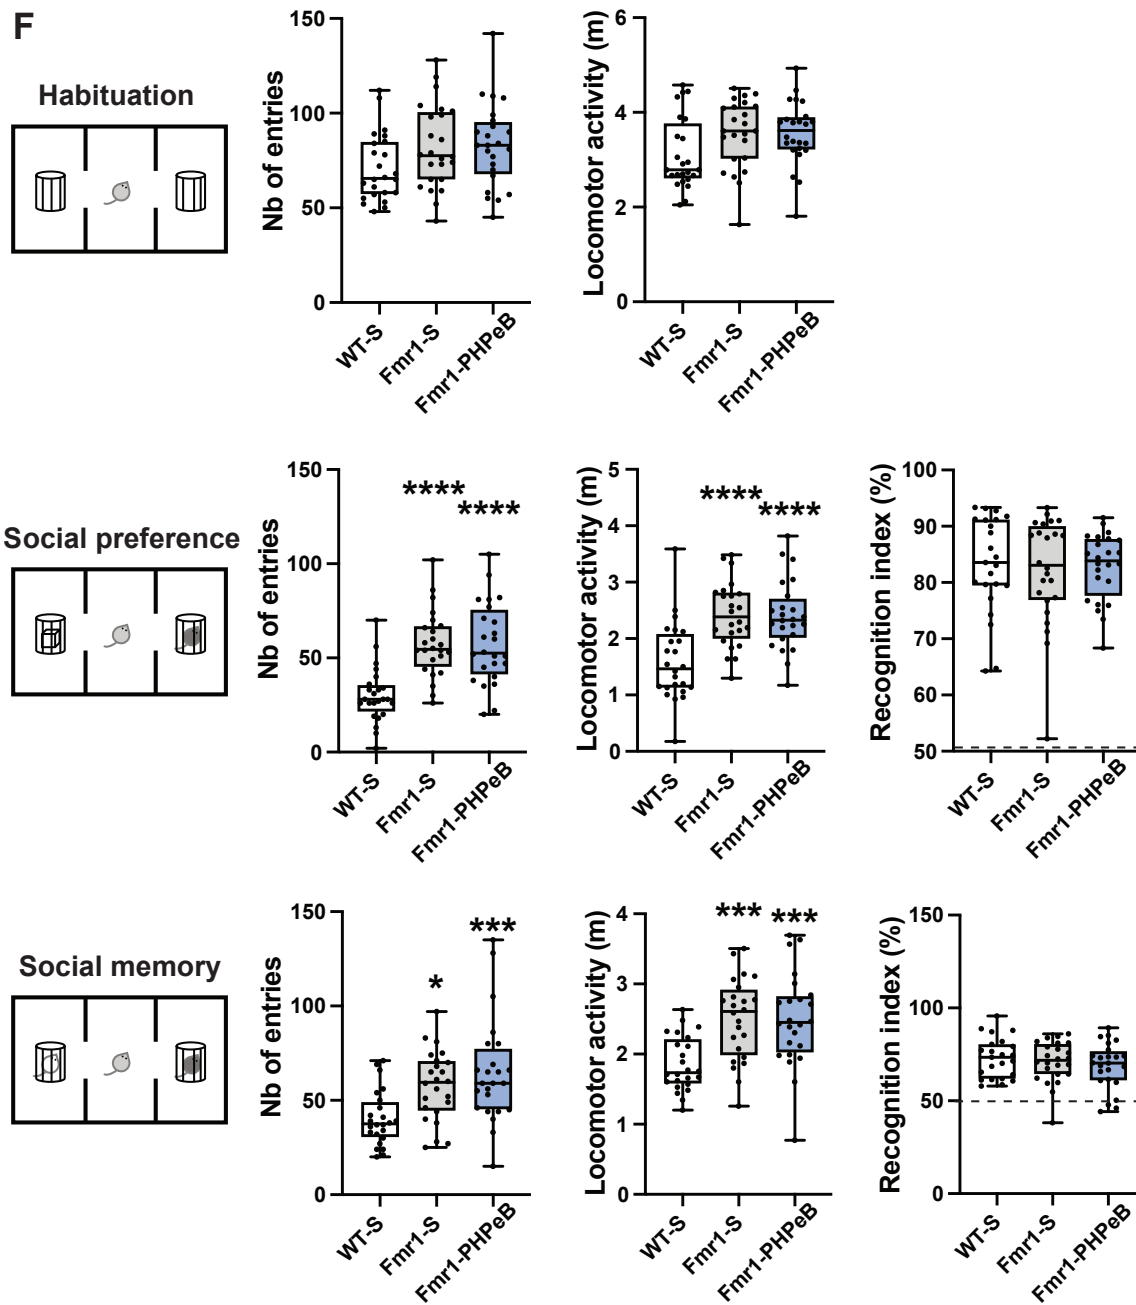 F
Habituation
Nb of entries
150
100
50
0
WT-S
Fmr1-S
Fmr1-PHPeB
Locomotor activity (m)
6
4
2
0
WT-S
Fmr1-S
Fmr1-PHPeB
Social preference
Nb of entries
150
100
50
0
****
****
WT-S
Fmr1-S
Fmr1-PHPeB
Locomotor activity (m)
5
4
3
2
1
0
****
****
WT-S
Fmr1-S
Fmr1-PHPeB
Recognition index (%)
100
90
80
70
60
50
WT-S
Fmr1-S
Fmr1-PHPeB
Social memory
Nb of entries
150
100
50
0
*
***
WT-S
Fmr1-S
Fmr1-PHPeB
Locomotor activity (m)
4
3
2
1
0
***
***
WT-S
Fmr1-S
Fmr1-PHPeB
Recognition index (%)
150
100
50
0
WT-S
Fmr1-S
Fmr1-PHPeB